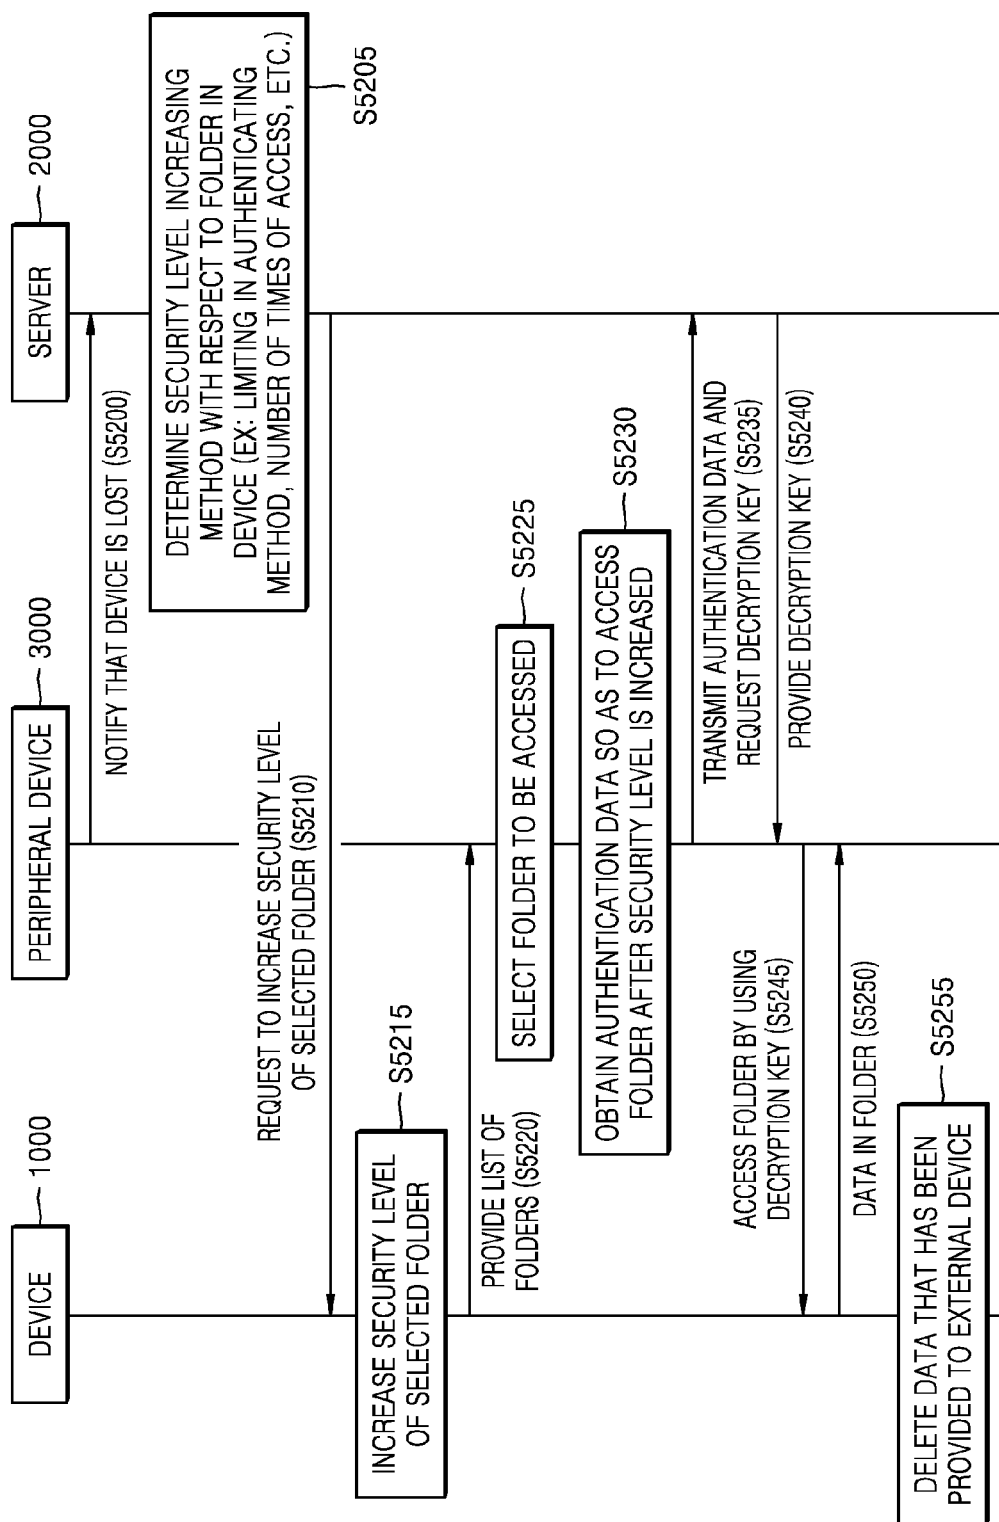 DEVICE
1000
PERIPHERAL DEVICE
3000
SERVER
2000
NOTIFY THAT DEVICE IS LOST (S5200)
DETERMINE SECURITY LEVEL INCREASING
METHOD WITH RESPECT TO FOLDER IN
DEVICE (EX: LIMITING IN AUTHENTICATING
METHOD, NUMBER OF TIMES OF ACCESS, ETC.)
S5205
REQUEST TO INCREASE SECURITY LEVEL
OF SELECTED FOLDER (S5210)
INCREASE SECURITY LEVEL
OF SELECTED FOLDER
S5215
PROVIDE LIST OF
FOLDERS (S5220)
SELECT FOLDER TO BE ACCESSED
S5225
OBTAIN AUTHENTICATION DATA SO AS TO ACCESS
FOLDER AFTER SECURITY LEVEL IS INCREASED
S5230
TRANSMIT AUTHENTICATION DATA AND
REQUEST DECRYPTION KEY (S5235)
PROVIDE DECRYPTION KEY (S5240)
ACCESS FOLDER BY USING
DECRYPTION KEY (S5245)
DATA IN FOLDER (S5250)
DELETE DATA THAT HAS BEEN
PROVIDED TO EXTERNAL DEVICE
S5255